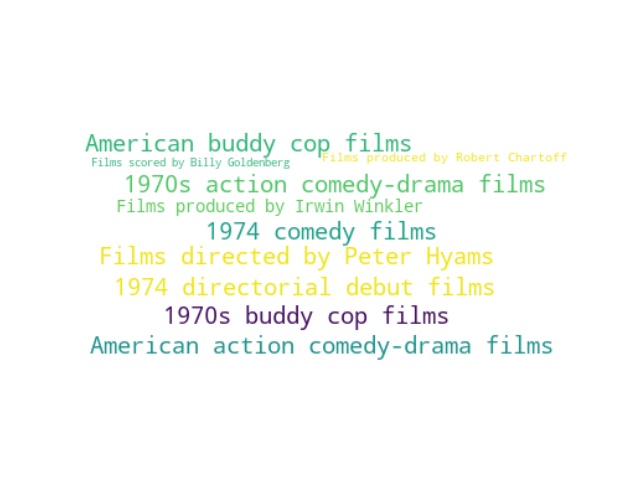 American buddy cop films
Films produced by Robert Chartoff
Films scored by Billy Goldenberg
1970s action comedy-drama films
Films produced by Irwin Winkler
1974 comedy films
Films directed by Peter Hyams
1974 directorial debut films
1970s buddy cop films
American action comedy-drama films